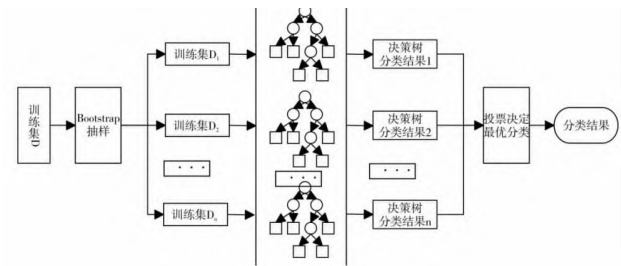 训练集D
Bootstrap
抽样
训练集D₁
训练集D₂
· · ·
训练集Dₙ
· · ·
决策树
分类结果1
决策树
分类结果2
· · ·
决策树
分类结果n
投票决定
最优分类
分类结果